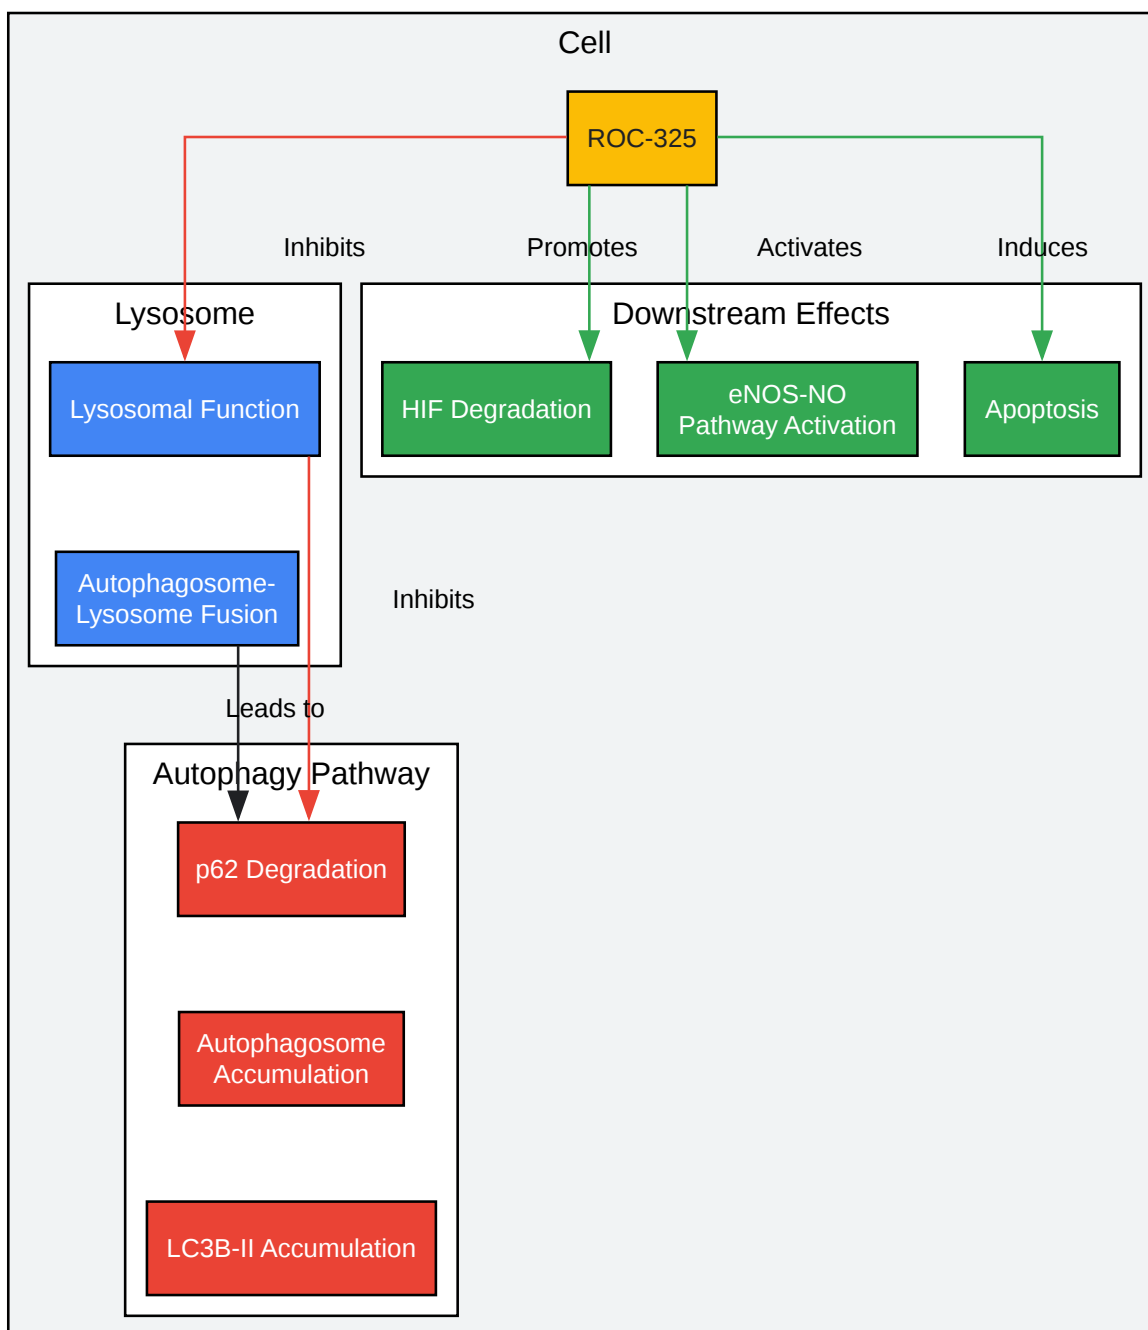 Cell
ROC-325
Inhibits
Promotes
Activates
Induces
Lysosome
Downstream Effects
Lysosomal Function
HIF Degradation
eNOS-NO
Pathway Activation
Apoptosis
Autophagosome-
Lysosome Fusion
Inhibits
Leads to
Autophagy Pathway
p62 Degradation
Autophagosome
Accumulation
LC3B-II Accumulation